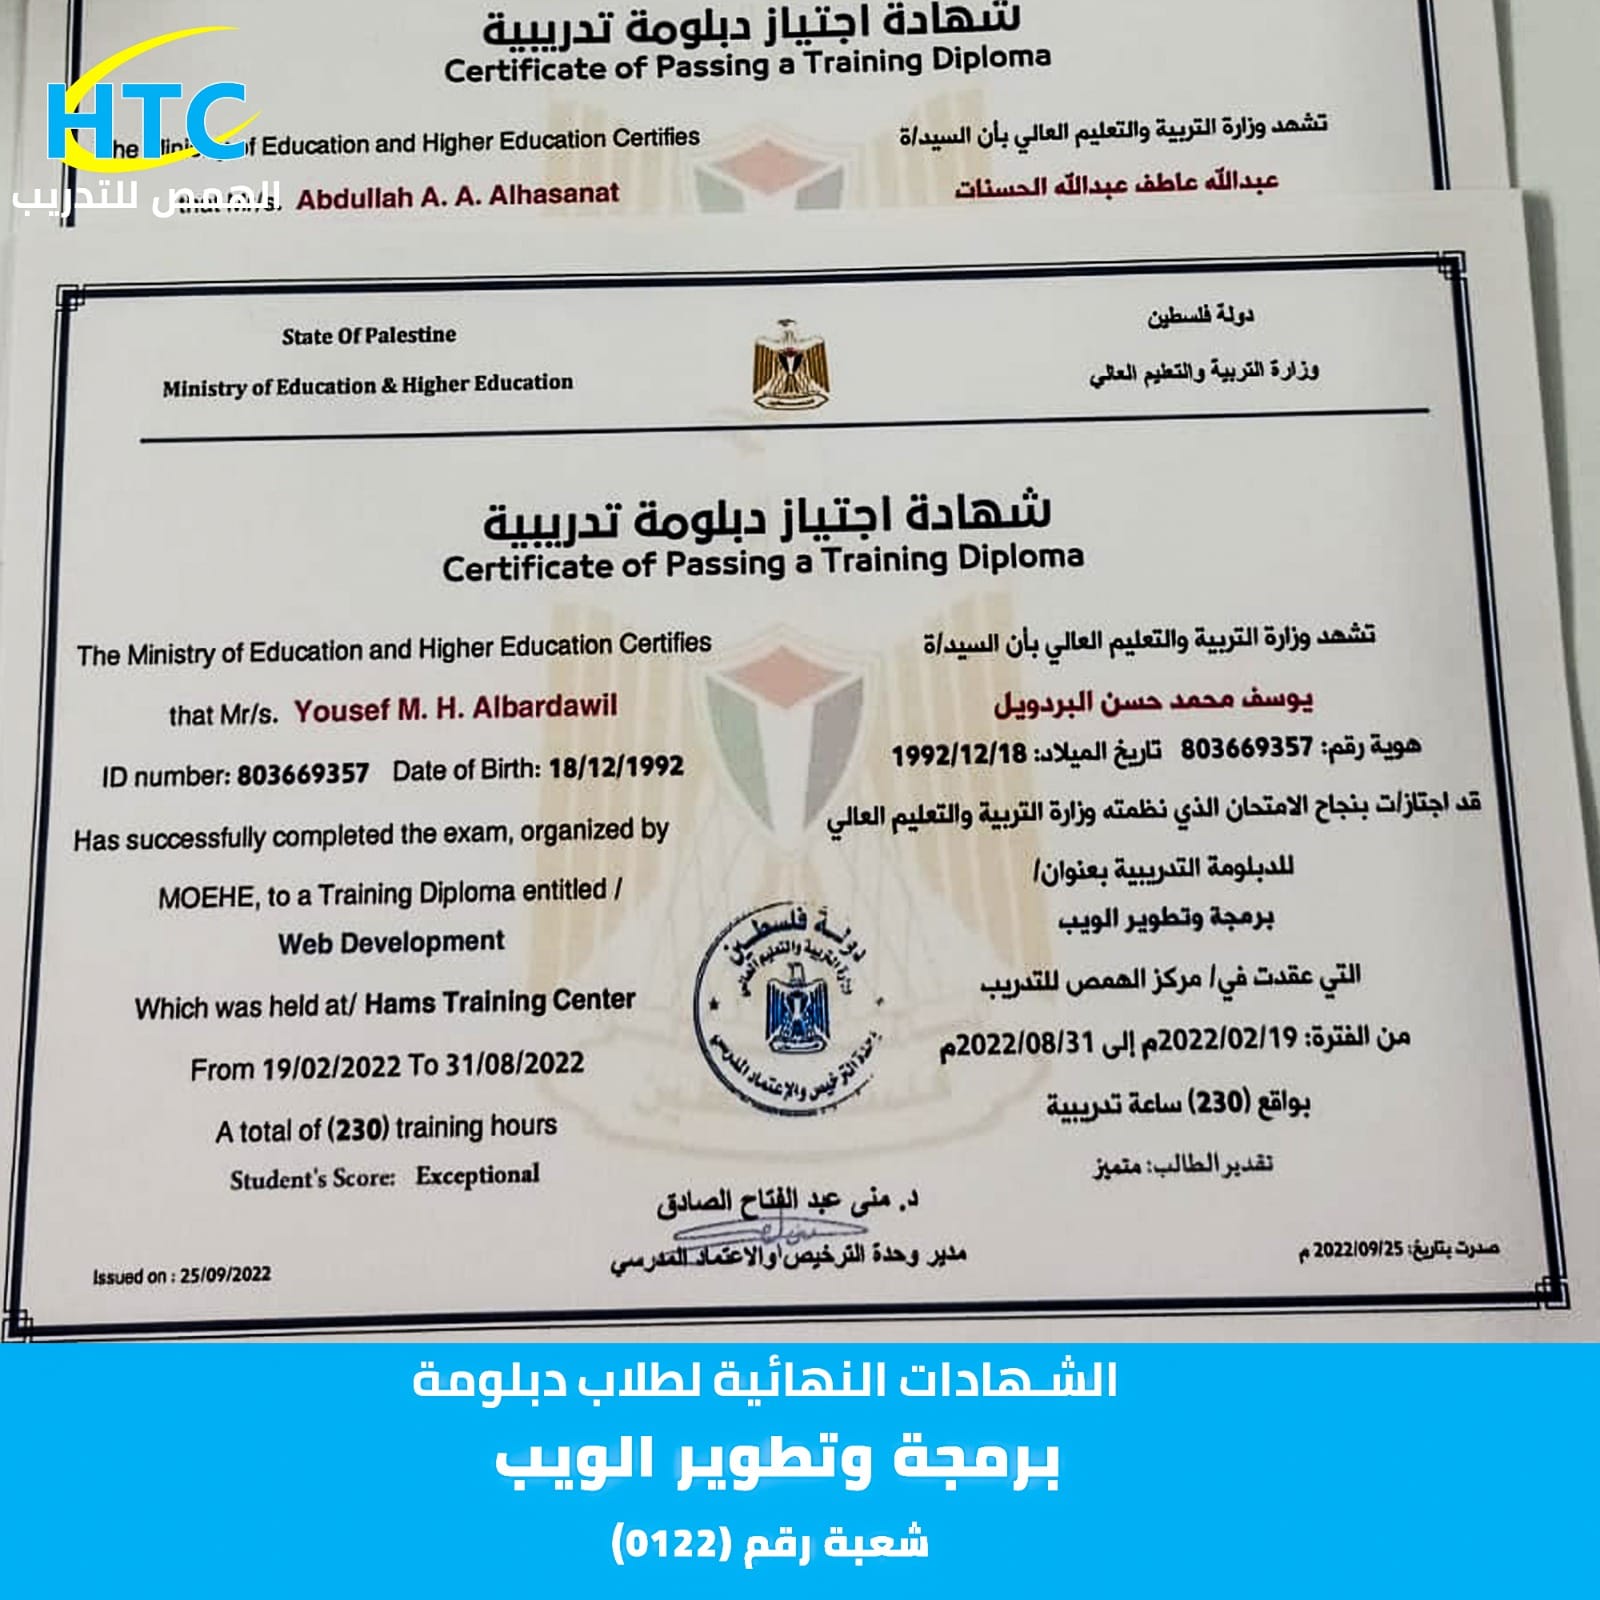 شهادة اجتياز دبلومة تدريبية
Certificate of Passing a Training Diploma
HTC
الهمص للتدريب
of Education and Higher Education Certifies
تشهد وزارة التربية والتعليم العالي بأن السيد/ة
that Mr/s. Abdullah A. A. Alhasanat
عبدالله عاطف عبدالله الحسنات
State Of Palestine
دولة فلسطين
Ministry of Education & Higher Education
وزارة التربية والتعليم العالي
شهادة اجتياز دبلومة تدريبية
Certificate of Passing a Training Diploma
The Ministry of Education and Higher Education Certifies
that Mr/s. Yousef M. H. Albardawil
ID number: 803669357 Date of Birth: 18/12/1992
Has successfully completed the exam, organized by
MOEHE, to a Training Diploma entitled /
Web Development
Which was held at/ Hams Training Center
From 19/02/2022 To 31/08/2022
A total of (230) training hours
Student's Score: Exceptional
Issued on : 25/09/2022
تشهد وزارة التربية والتعليم العالي بأن السيد/ة
يوسف محمد حسن البردويل
هوية رقم: 803669357 تاريخ الميلاد: 1992/12/18
قد اجتاز/ت بنجاح الامتحان الذي نظمته وزارة التربية والتعليم العالي
للدبلومة التدريبية بعنوان/
برمجة وتطوير الويب
التي عقدت في/ مركز الهمص للتدريب
من الفترة: 2022/02/19م إلى 2022/08/31م
بواقع (230) ساعة تدريبية
تقدير الطالب: متميز
صدرت بتاريخ: 2022/09/25 م
دولة فلسطين
وزارة التربية والتعليم العالي
وحدة الترخيص والإعتماد المدرسي
د. منى عبد الفتاح الصادق
مدير وحدة الترخيص والاعتماد المدرسي
الشهادات النهائية لطلاب دبلومة
برمجة وتطوير الويب
شعبة رقم (0122)